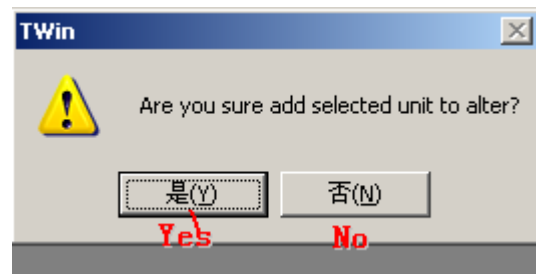 TWin
Are you sure add selected unit to alter?
是(Y) 否(N)
Yes No